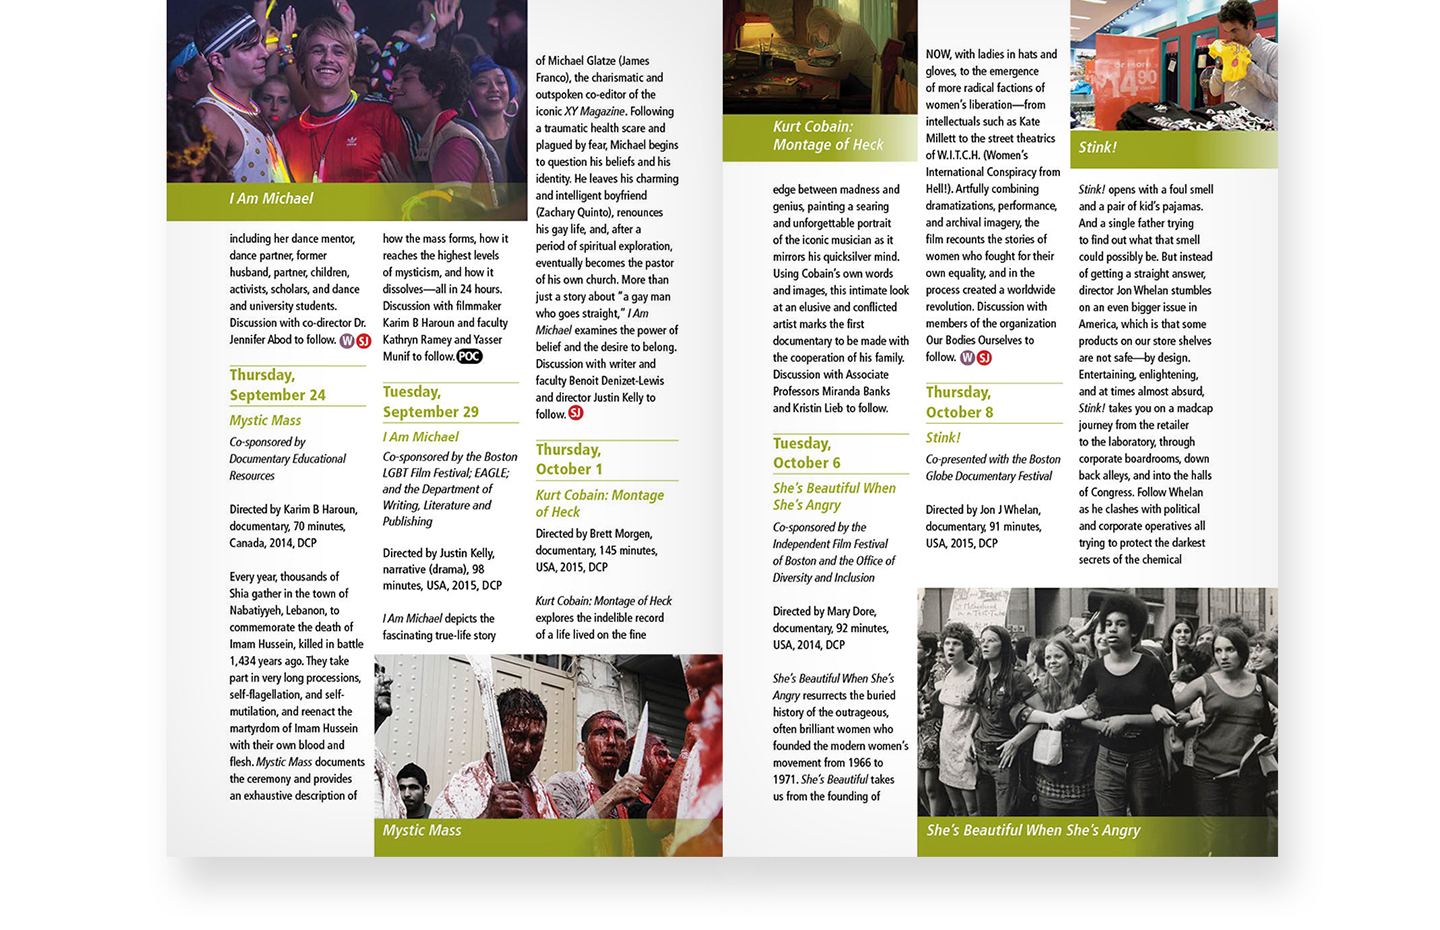 I Am Michael
including her dance mentor,
dance partner, former
husband, partner, children,
activists, scholars, and dance
and university students.
Discussion with co-director Dr.
Jennifer Abod to follow. W SJ
Thursday,
September 24
Mystic Mass
Co-sponsored by
Documentary Educational
Resources
Directed by Karim B Haroun,
documentary, 70 minutes,
Canada, 2014, DCP
Every year, thousands of
Shia gather in the town of
Nabatiyyeh, Lebanon, to
commemorate the death of
Imam Hussein, killed in battle
1,434 years ago. They take
part in very long processions,
self-flagellation, and self-
mutilation, and reenact the
martyrdom of Imam Hussein
with their own blood and
flesh. Mystic Mass documents
the ceremony and provides
an exhaustive description of
how the mass forms, how it
reaches the highest levels
of mysticism, and how it
dissolves—all in 24 hours.
Discussion with filmmaker
Karim B Haroun and faculty
Kathryn Ramey and Yasser
Munif to follow. POC
Tuesday,
September 29
I Am Michael
Co-sponsored by the Boston
LGBT Film Festival; EAGLE;
and the Department of
Writing, Literature and
Publishing
Directed by Justin Kelly,
narrative (drama), 98
minutes, USA, 2015, DCP
I Am Michael depicts the
fascinating true-life story
of Michael Glatze (James
Franco), the charismatic and
outspoken co-editor of the
iconic XY Magazine. Following
a traumatic health scare and
plagued by fear, Michael begins
to question his beliefs and his
identity. He leaves his charming
and intelligent boyfriend
(Zachary Quinto), renounces
his gay life, and, after a
period of spiritual exploration,
eventually becomes the pastor
of his own church. More than
just a story about “a gay man
who goes straight,” I Am
Michael examines the power of
belief and the desire to belong.
Discussion with writer and
faculty Benoit Denizet-Lewis
and director Justin Kelly to
follow. SJ
Thursday,
October 1
Kurt Cobain: Montage
of Heck
Directed by Brett Morgen,
documentary, 145 minutes,
USA, 2015, DCP
Kurt Cobain: Montage of Heck
explores the indelible record
of a life lived on the fine
Mystic Mass
Kurt Cobain:
Montage of Heck
edge between madness and
genius, painting a searing
and unforgettable portrait
of the iconic musician as it
mirrors his quicksilver mind.
Using Cobain’s own words
and images, this intimate look
at an elusive and conflicted
artist marks the first
documentary to be made with
the cooperation of his family.
Discussion with Associate
Professors Miranda Banks
and Kristin Lieb to follow.
Tuesday,
October 6
She’s Beautiful When
She’s Angry
Co-sponsored by the
Independent Film Festival
of Boston and the Office of
Diversity and Inclusion
Directed by Mary Dore,
documentary, 92 minutes,
USA, 2014, DCP
She’s Beautiful When She’s
Angry resurrects the buried
history of the outrageous,
often brilliant women who
founded the modern women’s
movement from 1966 to
1971. She’s Beautiful takes
us from the founding of
NOW, with ladies in hats and
gloves, to the emergence
of more radical factions of
women’s liberation—from
intellectuals such as Kate
Millett to the street theatrics
of W.I.T.C.H. (Women’s
International Conspiracy from
Hell!). Artfully combining
dramatizations, performance,
and archival imagery, the
film recounts the stories of
women who fought for their
own equality, and in the
process created a worldwide
revolution. Discussion with
members of the organization
Our Bodies Ourselves to
follow. W SJ
Thursday,
October 8
Stink!
Co-presented with the Boston
Globe Documentary Festival
Directed by Jon J Whelan,
documentary, 91 minutes,
USA, 2015, DCP
or more
$14.90
Stink!
Stink! opens with a foul smell
and a pair of kid’s pajamas.
And a single father trying
to find out what that smell
could possibly be. But instead
of getting a straight answer,
director Jon Whelan stumbles
on an even bigger issue in
America, which is that some
products on our store shelves
are not safe—by design.
Entertaining, enlightening,
and at times almost absurd,
Stink! takes you on a madcap
journey from the retailer
to the laboratory, through
corporate boardrooms, down
back alleys, and into the halls
of Congress. Follow Whelan
as he clashes with political
and corporate operatives all
trying to protect the darkest
secrets of the chemical
She’s Beautiful When She’s Angry